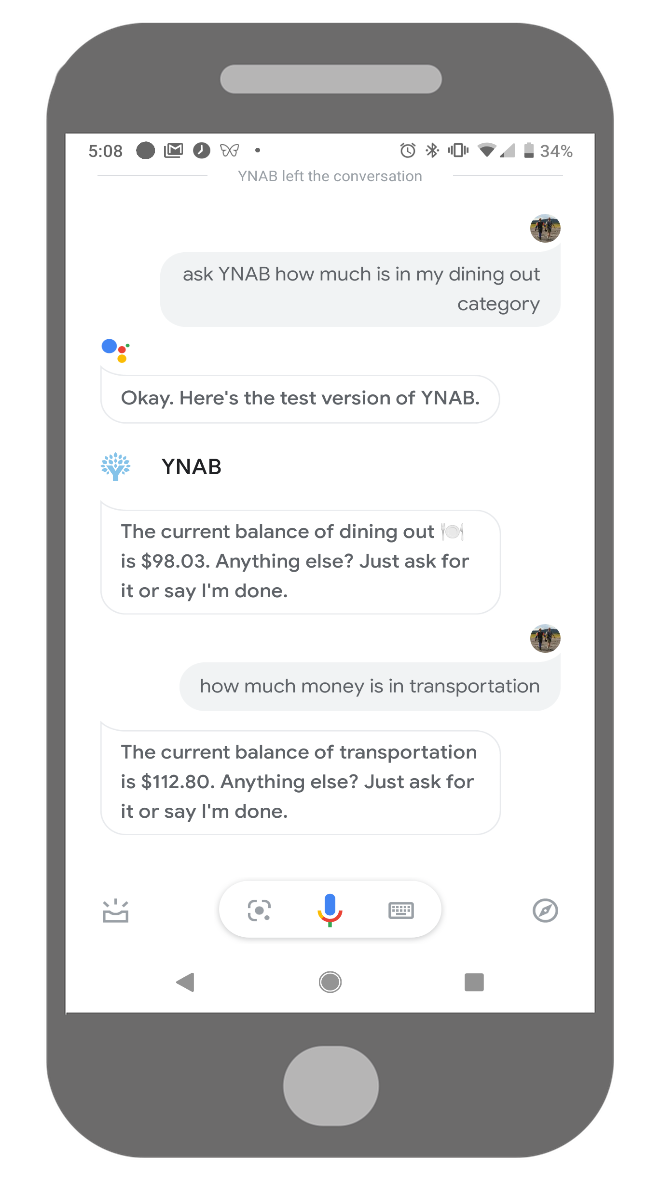 5:08
34%
YNAB left the conversation
ask YNAB how much is in my dining out
category
Okay. Here's the test version of YNAB.
YNAB
The current balance of dining out 🍽
is $98.03. Anything else? Just ask for
it or say I'm done.
how much money is in transportation
The current balance of transportation
is $112.80. Anything else? Just ask for
it or say I'm done.